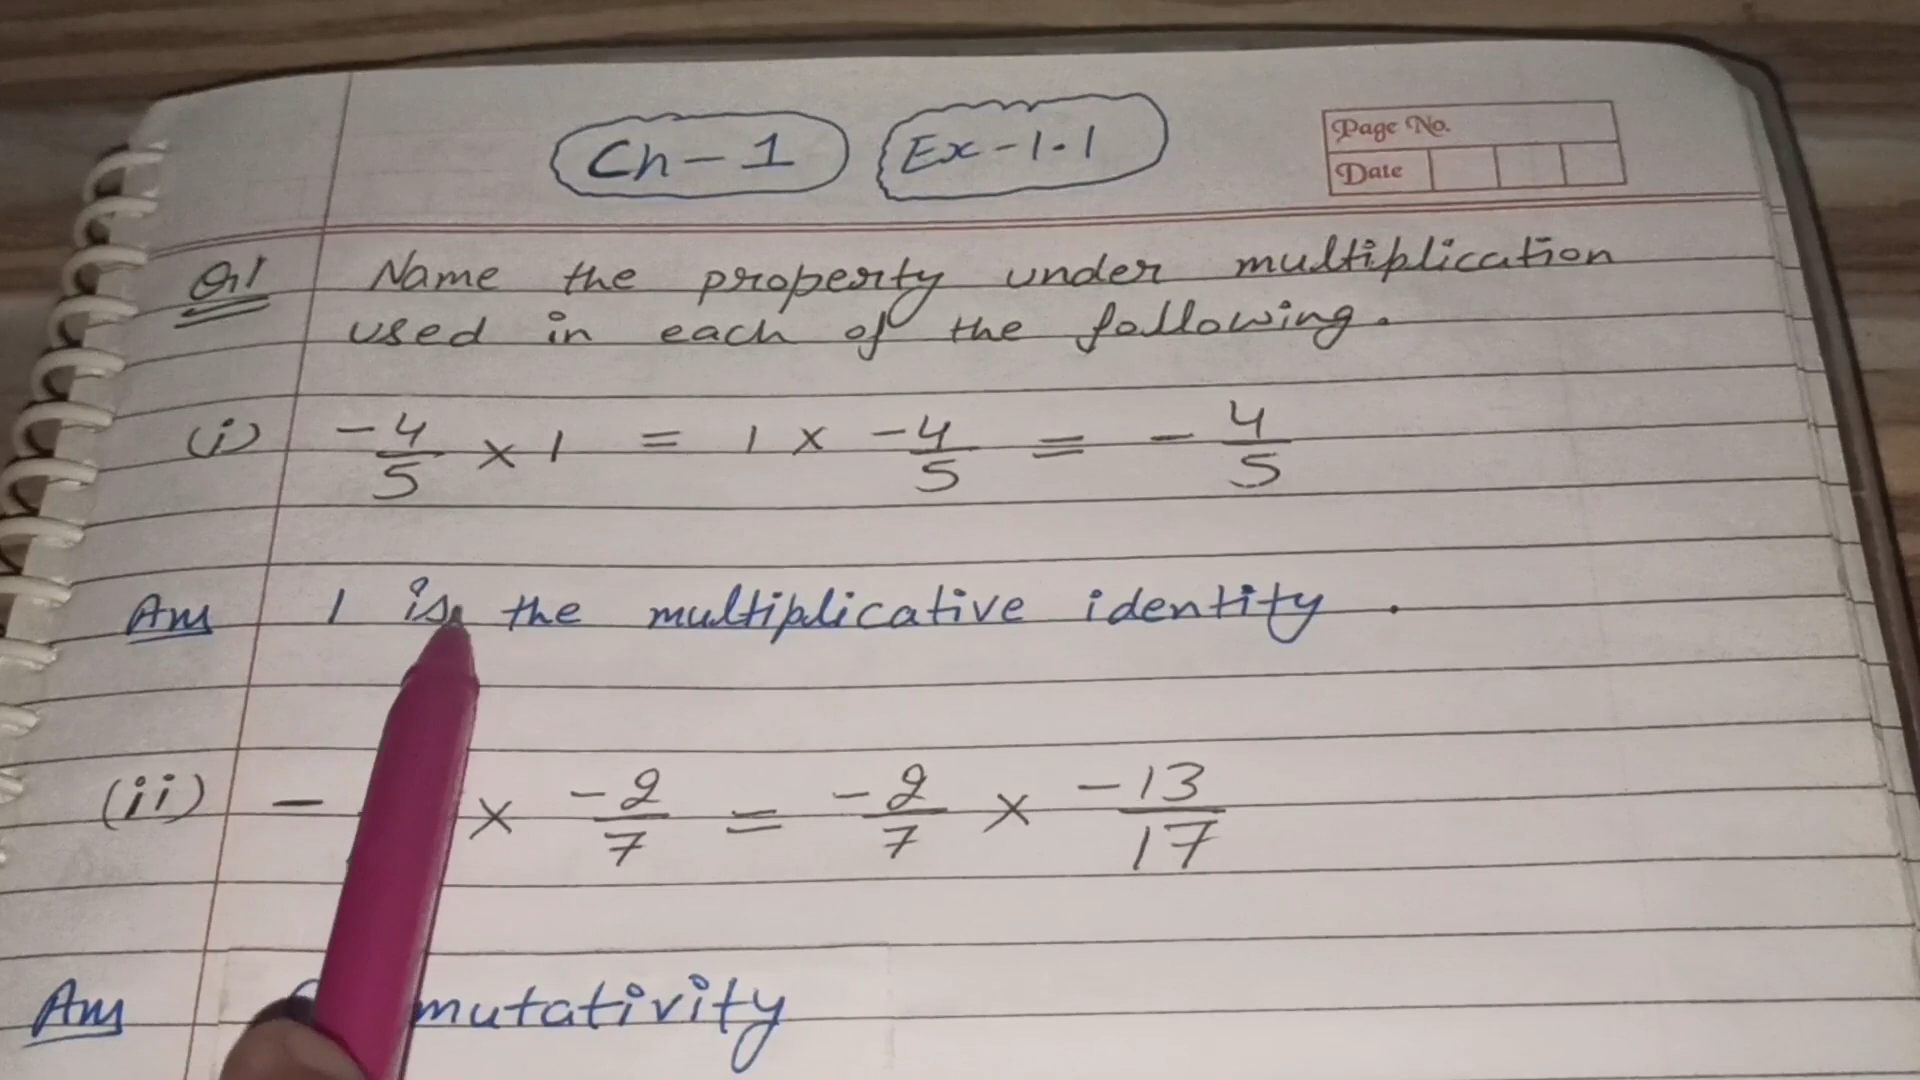 Ch - 1 Ex - 1.1
Page No.
Date
Q1 Name the property under multiplication
used in each of the following.
(i) -4/5 × 1 = 1 × -4/5 = - 4/5
Ans 1 is the multiplicative identity.
(ii) - × -2/7 = -2/7 × -13/17
Ans mutativity